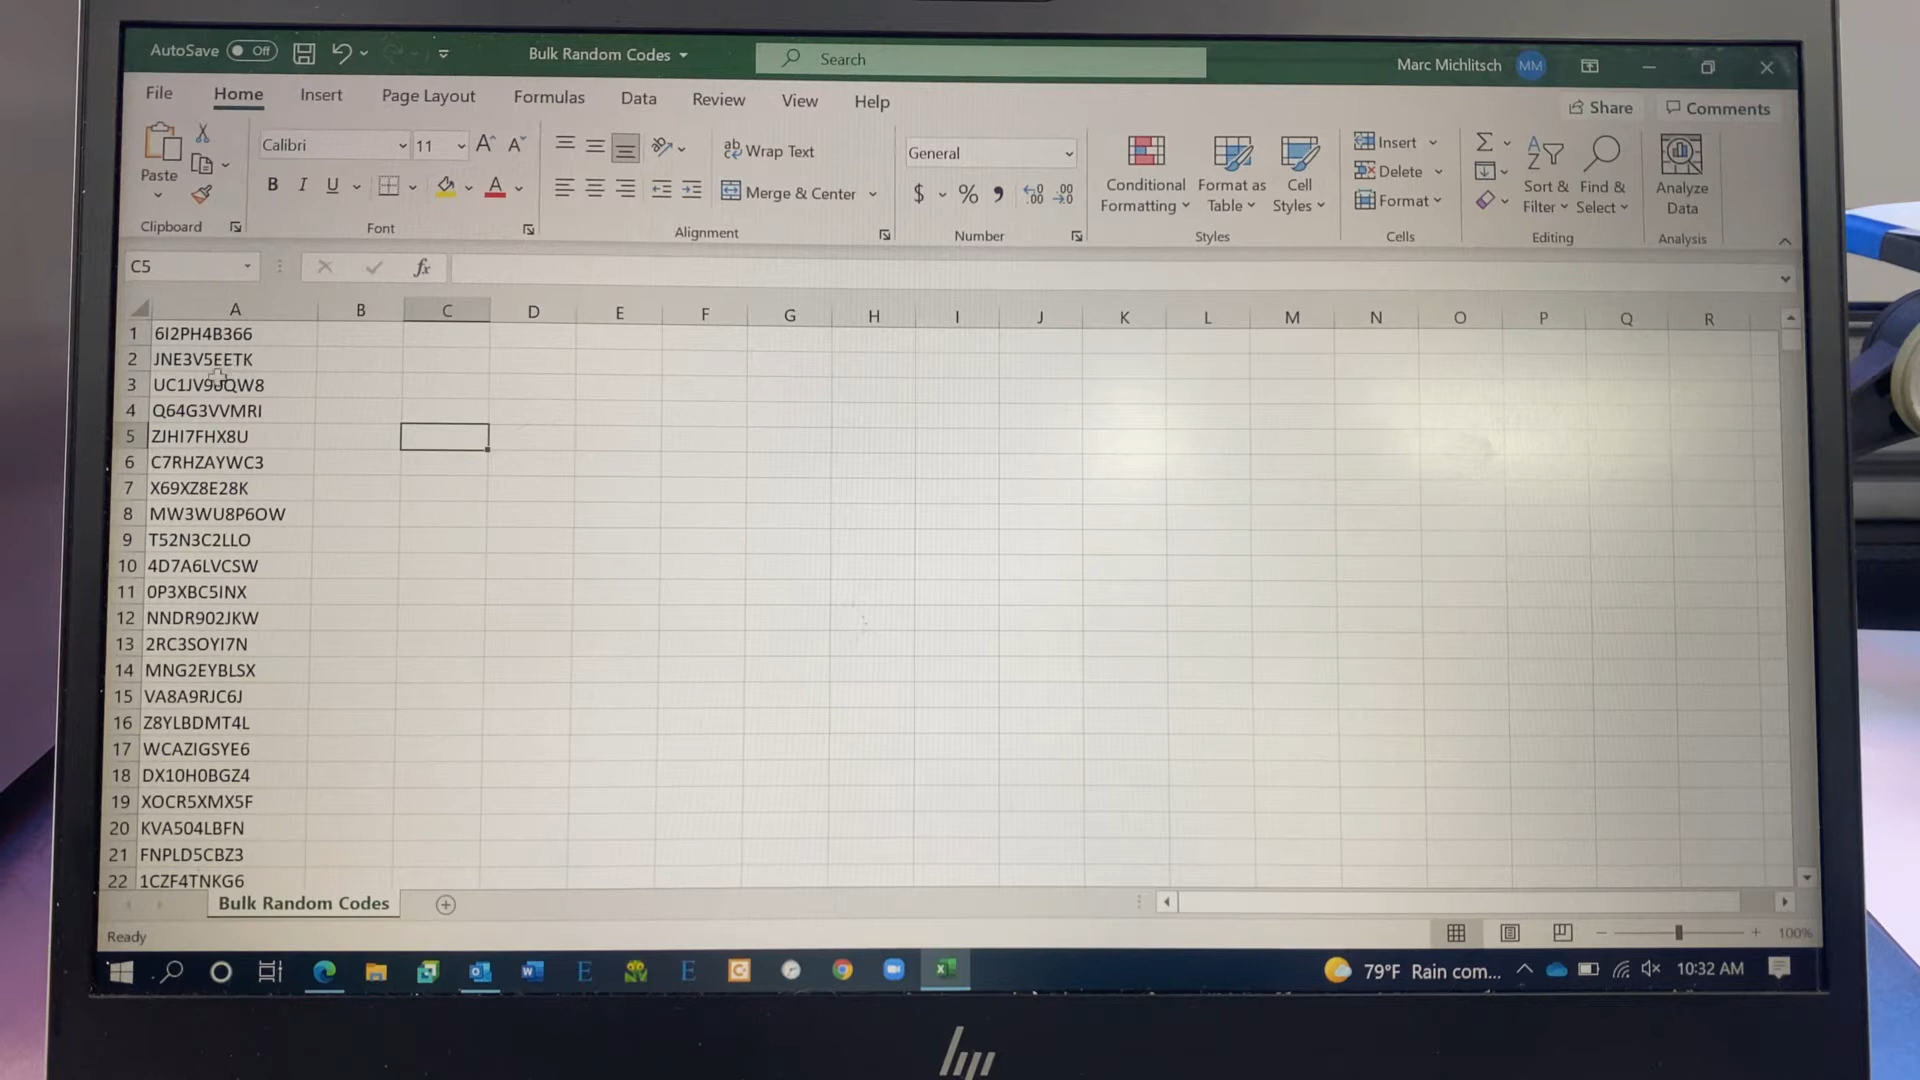 AutoSave Off Bulk Random Codes Search Marc Michlitsch MM
File Home Insert Page Layout Formulas Data Review View Help Share Comments
Paste Calibri 11 Wrap Text General Conditional Formatting Format as Table Cell Styles Insert Sort & Filter Find & Select Analyze Data
B I U Merge & Center $ % Delete
Format
Clipboard Font Alignment Number Styles Cells Editing Analysis
C5 fx
A B C D E F G H I J K L M N O P Q R
1 6I2PH4B366
2 JNE3V5EETK
3 UC1JV9JQW8
4 Q64G3VVMRI
5 ZJHI7FHX8U
6 C7RHZAYWC3
7 X69XZ8E28K
8 MW3WU8P6OW
9 T52N3C2LLO
10 4D7A6LVCSW
11 0P3XBC5INX
12 NNDR902JKW
13 2RC3SOYI7N
14 MNG2EYBLSX
15 VA8A9RJC6J
16 Z8YLBDMT4L
17 WCAZIGSYE6
18 DX10H0BGZ4
19 XOCR5XMX5F
20 KVA504LBFN
21 FNPLD5CBZ3
22 1CZF4TNKG6
Bulk Random Codes
Ready 100%
79°F Rain com... 10:32 AM
hp